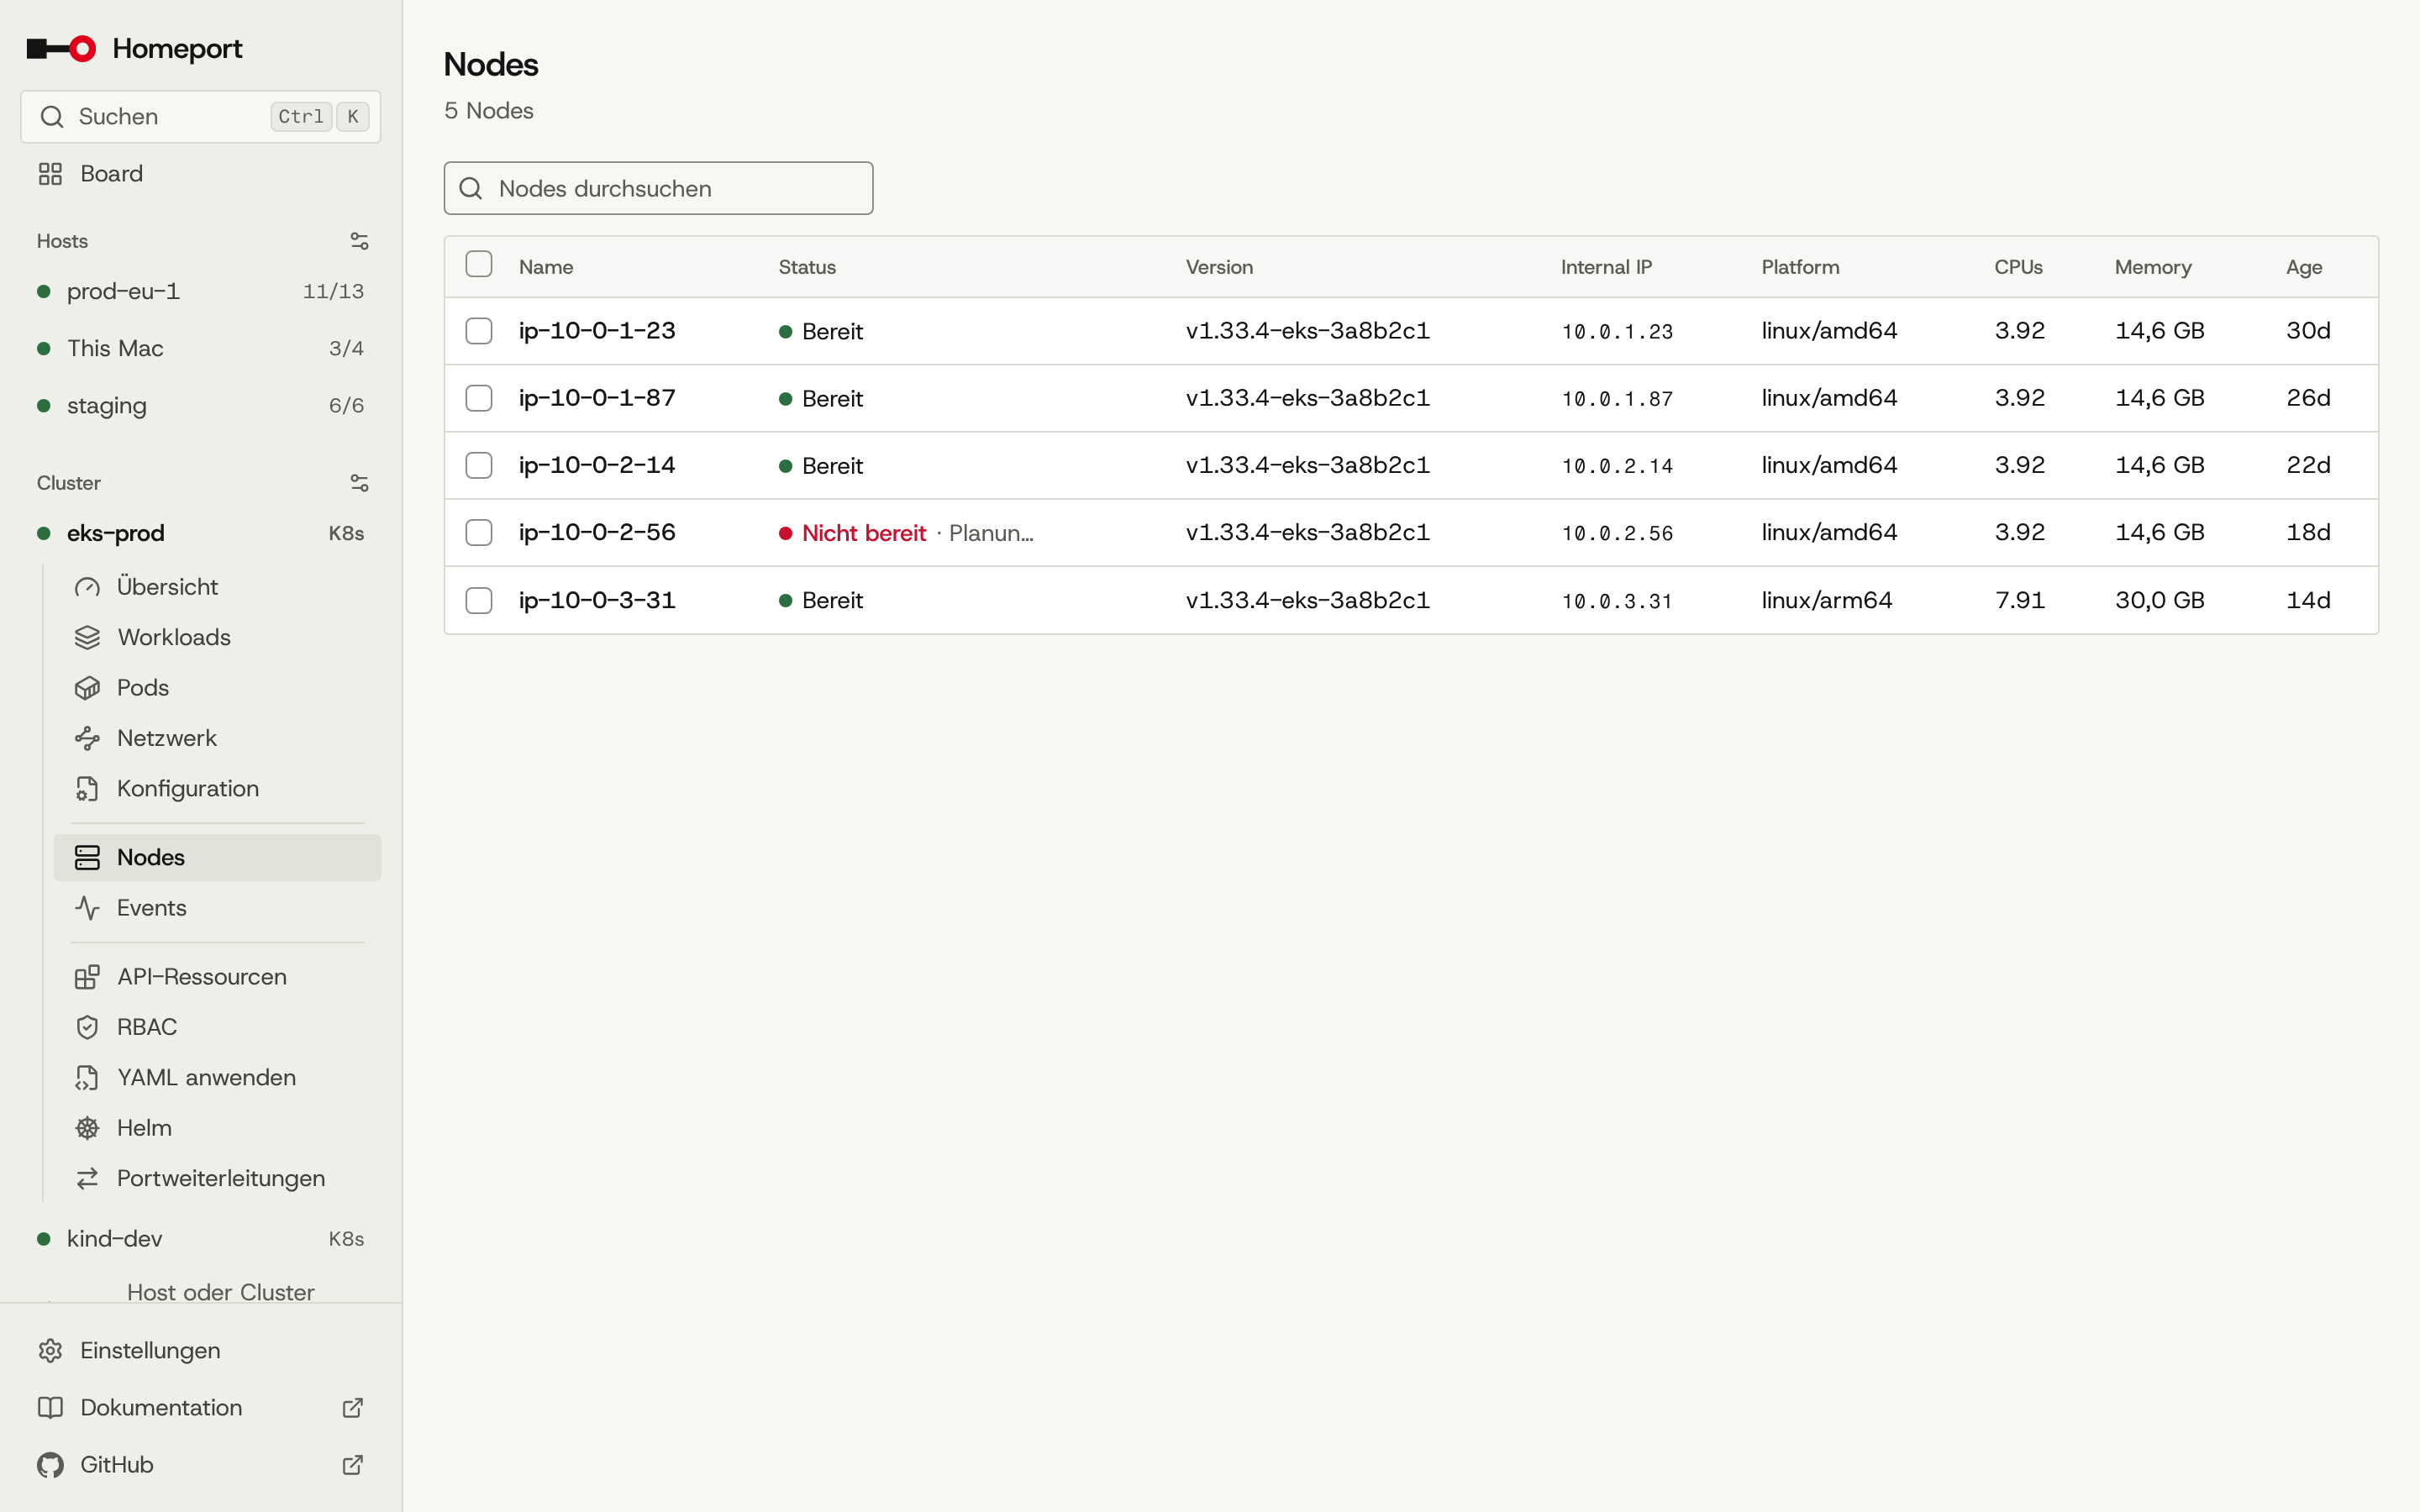 Homeport
Suchen Ctrl K
Board
Hosts
prod-eu-1 11/13
This Mac 3/4
staging 6/6
Cluster
eks-prod K8s
Übersicht
Workloads
Pods
Netzwerk
Konfiguration
Nodes
Events
API-Ressourcen
RBAC
YAML anwenden
Helm
Portweiterleitungen
kind-dev K8s
Host oder Cluster
Einstellungen
Dokumentation
GitHub
Nodes
5 Nodes
Nodes durchsuchen
Name Status Version Internal IP Platform CPUs Memory Age
ip-10-0-1-23 Bereit v1.33.4-eks-3a8b2c1 10.0.1.23 linux/amd64 3.92 14,6 GB 30d
ip-10-0-1-87 Bereit v1.33.4-eks-3a8b2c1 10.0.1.87 linux/amd64 3.92 14,6 GB 26d
ip-10-0-2-14 Bereit v1.33.4-eks-3a8b2c1 10.0.2.14 linux/amd64 3.92 14,6 GB 22d
ip-10-0-2-56 Nicht bereit · Planun... v1.33.4-eks-3a8b2c1 10.0.2.56 linux/amd64 3.92 14,6 GB 18d
ip-10-0-3-31 Bereit v1.33.4-eks-3a8b2c1 10.0.3.31 linux/arm64 7.91 30,0 GB 14d